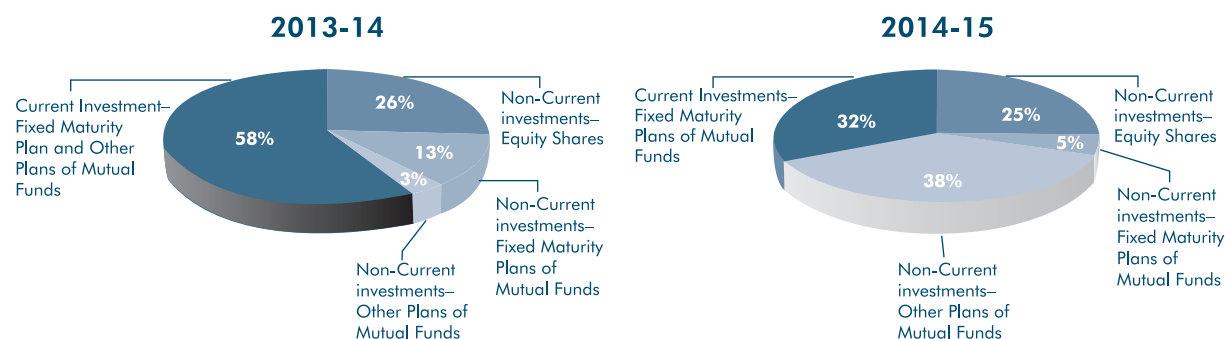 2013-14
Current Investment–
Fixed Maturity
Plan and Other
Plans of Mutual
Funds
58%
26%
13%
3%
Non-Current
investments–
Equity Shares
Non-Current
investments–
Fixed Maturity
Plans of
Mutual Funds
Non-Current
investments–
Other Plans of
Mutual Funds
2014-15
Current Investments–
Fixed Maturity
Plans of Mutual
Funds
32%
25%
5%
38%
Non-Current
investments–
Equity Shares
Non-Current
investments–
Fixed Maturity
Plans of
Mutual Funds
Non-Current
investments–
Other Plans of
Mutual Funds